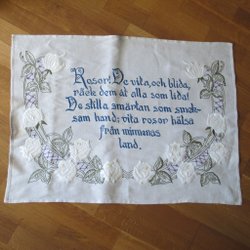 Rosor! De vita, och blida,
räck dem åt alla som lida!
De stilla smärtan som smek-
sam hand; vita rosor hälsa
från minnenas
land.